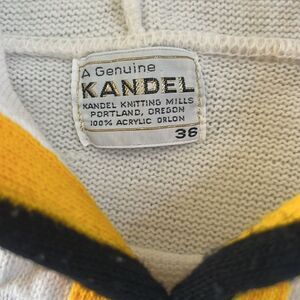 A Genuine
KANDEL
KANDEL KNITTING MILLS
PORTLAND, OREGON
100% ACRYLIC ORLON
36